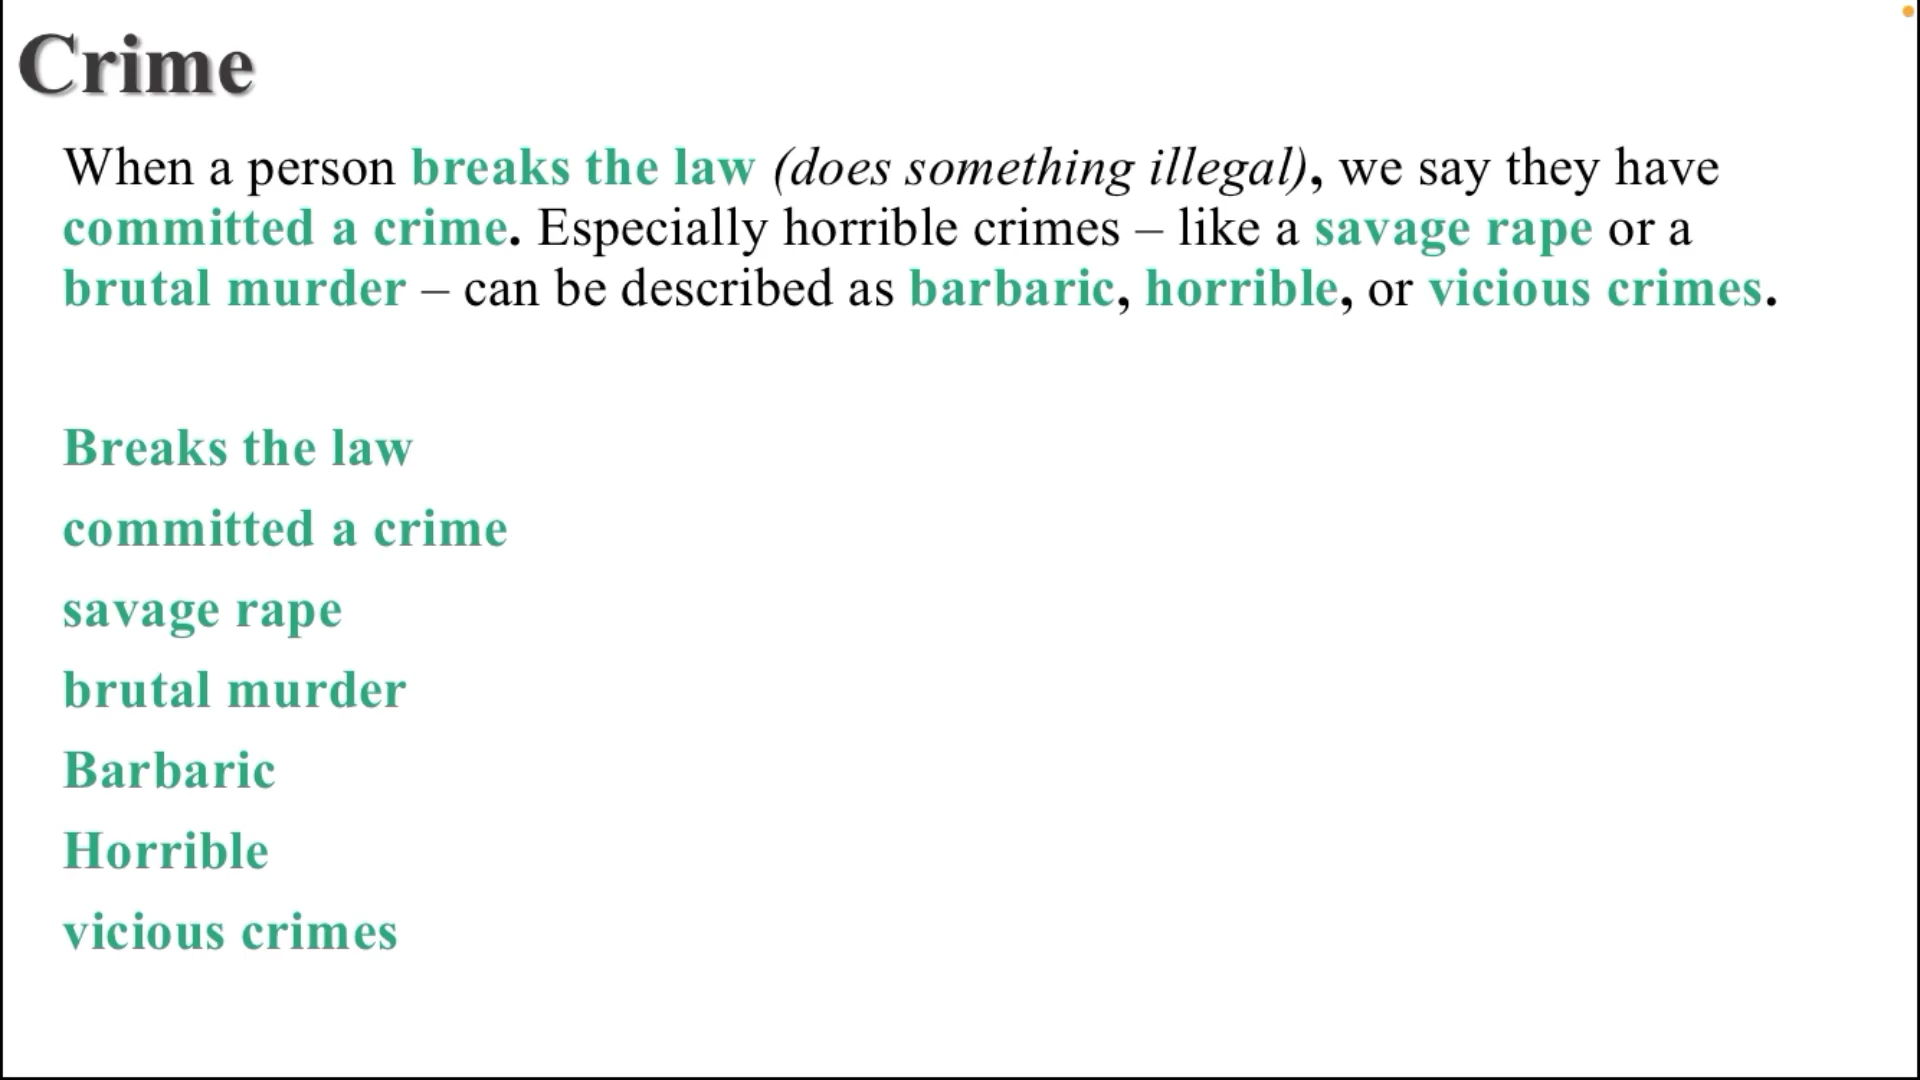 Crime
When a person breaks the law (does something illegal), we say they have
committed a crime. Especially horrible crimes – like a savage rape or a
brutal murder – can be described as barbaric, horrible, or vicious crimes.
Breaks the law
committed a crime
savage rape
brutal murder
Barbaric
Horrible
vicious crimes